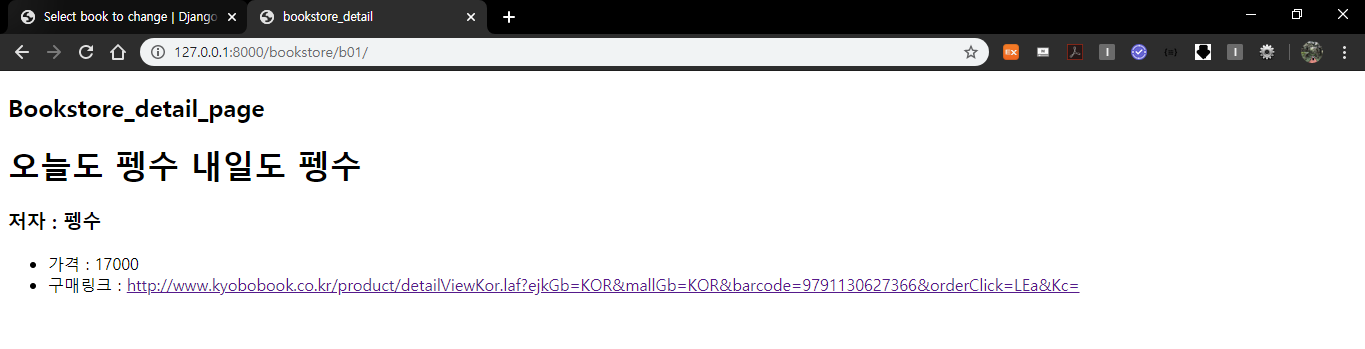 Select book to change | Django
bookstore_detail
127.0.0.1:8000/bookstore/b01/
Bookstore_detail_page
오늘도 펭수 내일도 펭수
저자 : 펭수
가격 : 17000
구매링크 : http://www.kyobobook.co.kr/product/detailViewKor.laf?ejkGb=KOR&mallGb=KOR&barcode=9791130627366&orderClick=LEa&Kc=